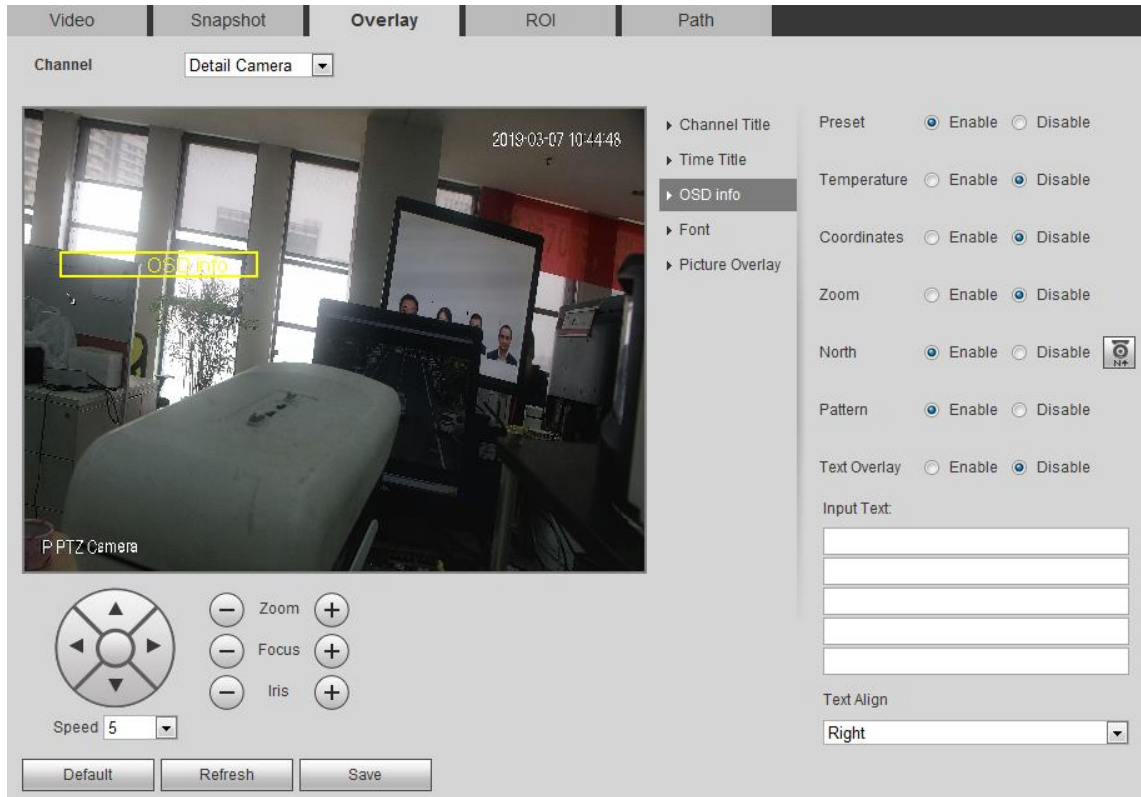 Video Snapshot Overlay ROI Path
Channel Detail Camera
2019-03-07 10:44:48
OSD info
P PTZ Camera
Channel Title
Time Title
OSD info
Font
Picture Overlay
Preset Enable Disable
Temperature Enable Disable
Coordinates Enable Disable
Zoom Enable Disable
North Enable Disable N
Pattern Enable Disable
Text Overlay Enable Disable
Input Text:
Text Align
Right
Zoom
Focus
Iris
Speed 5
Default Refresh Save